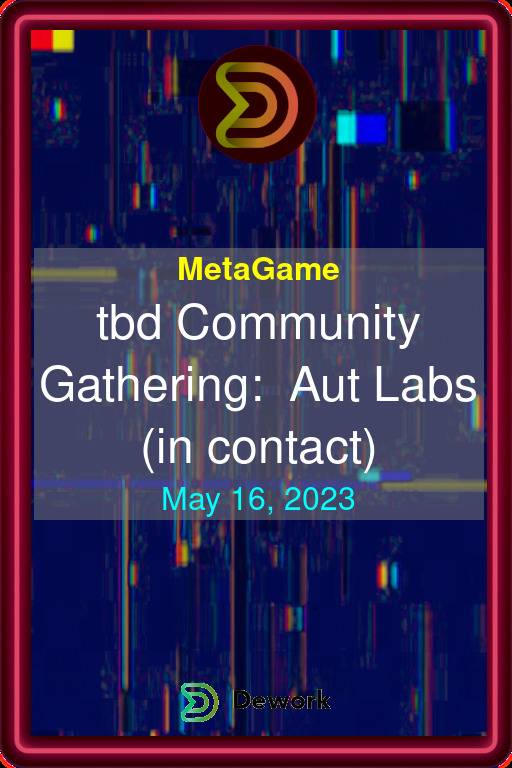 MetaGame
tbd Community
Gathering:  Aut Labs
(in contact)
May 16, 2023
Dework